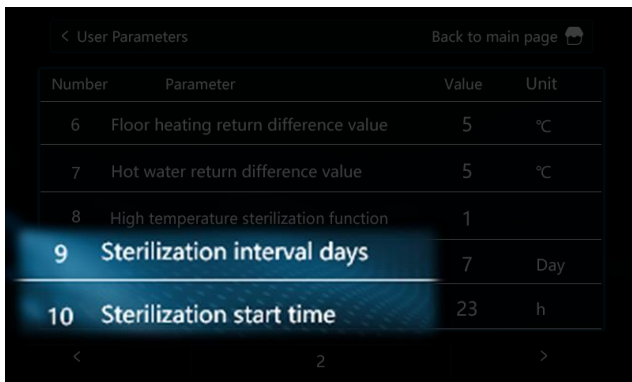 < User Parameters Back to main page
Number Parameter Value Unit
6 Floor heating return difference value 5 ℃
7 Hot water return difference value 5 ℃
8 High temperature sterilization function 1
9 Sterilization interval days 7 Day
10 Sterilization start time 23 h
< 2 >